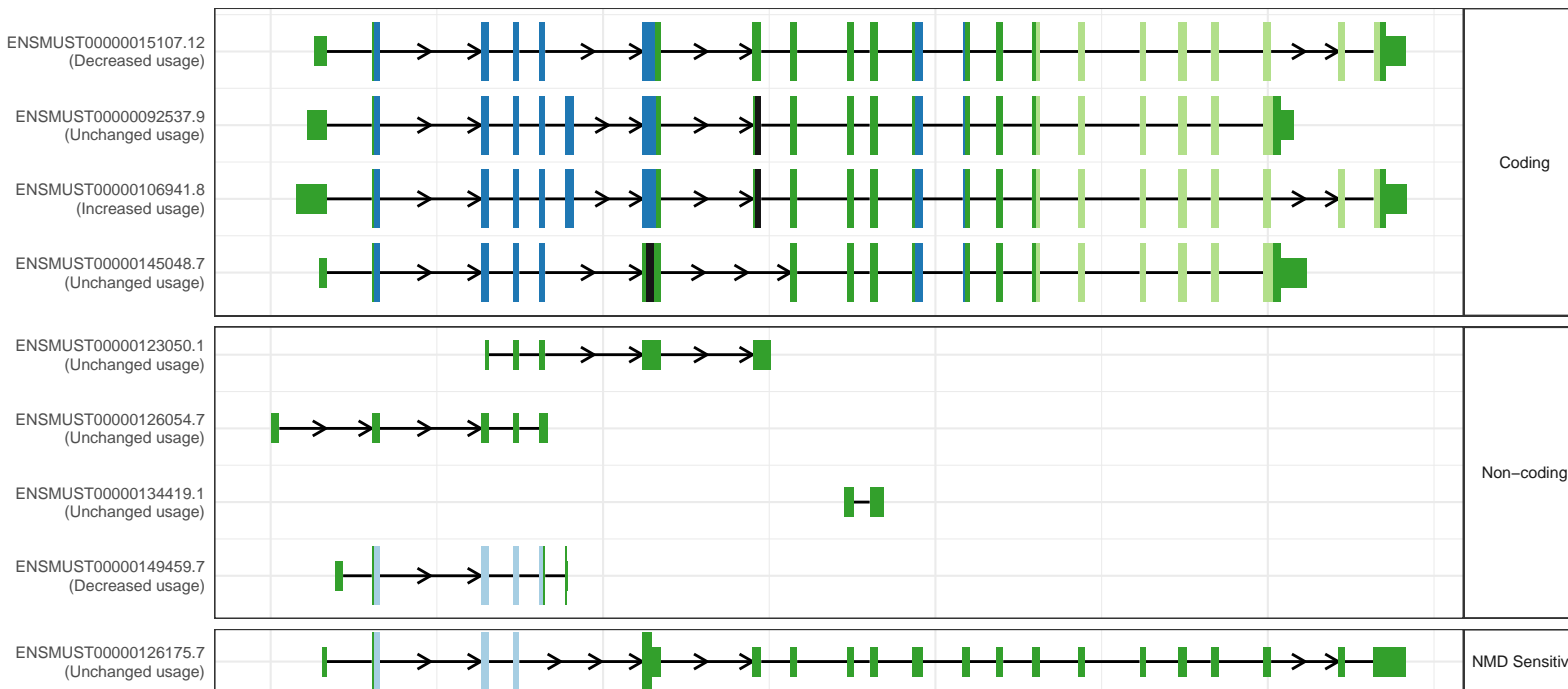 ENSMUST00000015107.12
(Decreased usage)
ENSMUST00000092537.9
(Unchanged usage)
ENSMUST00000106941.8
(Increased usage)
ENSMUST00000145048.7
(Unchanged usage)
Coding
ENSMUST00000123050.1
(Unchanged usage)
ENSMUST00000126054.7
(Unchanged usage)
ENSMUST00000134419.1
(Unchanged usage)
ENSMUST00000149459.7
(Decreased usage)
Non−coding
ENSMUST00000126175.7
(Unchanged usage)
NMD Sensitiv